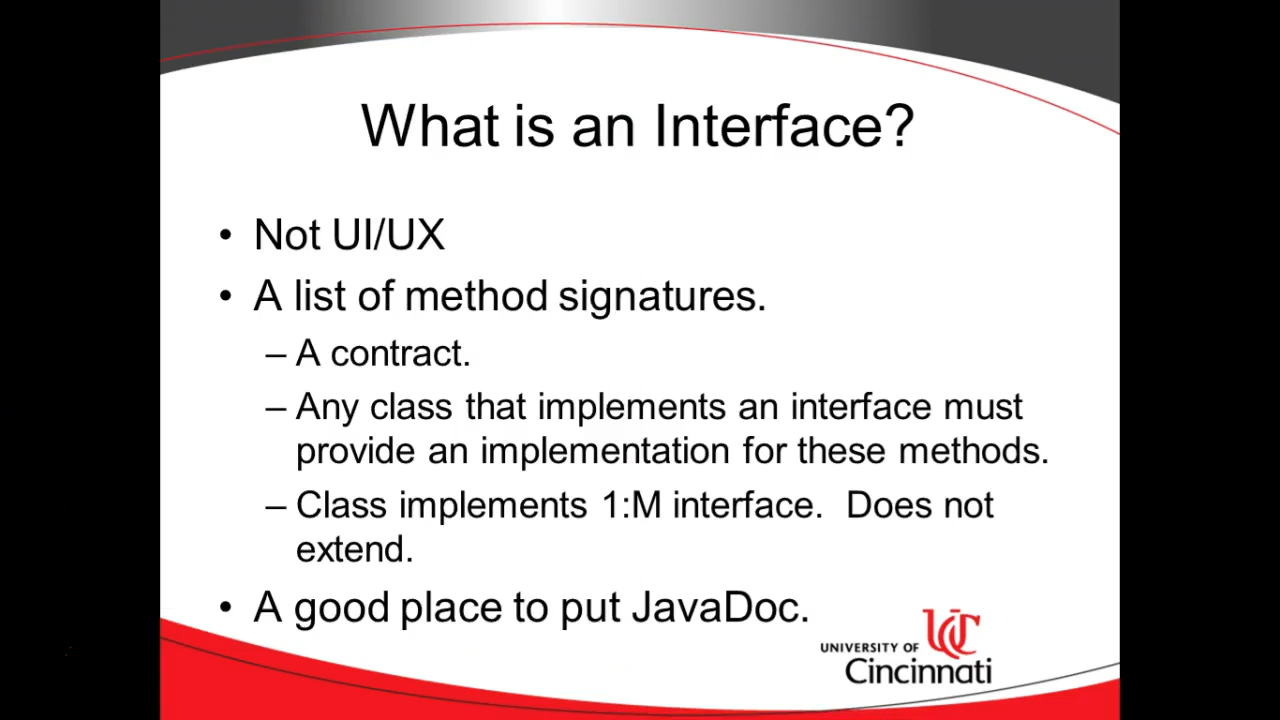 What is an Interface?
• Not UI/UX
• A list of method signatures.
– A contract.
– Any class that implements an interface must
provide an implementation for these methods.
– Class implements 1:M interface.  Does not
extend.
• A good place to put JavaDoc.
UC
UNIVERSITY OF
Cincinnati